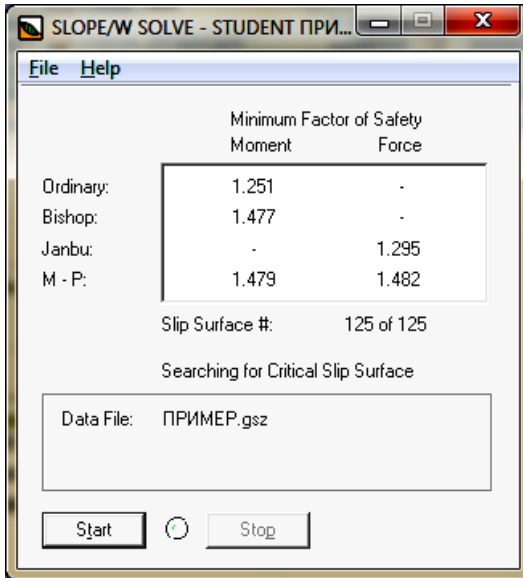 SLOPE/W SOLVE - STUDENT ПРИ...
File Help
Minimum Factor of Safety
Moment Force
Ordinary: 1.251 -
Bishop: 1.477 -
Janbu: - 1.295
M - P: 1.479 1.482
Slip Surface #: 125 of 125
Searching for Critical Slip Surface
Data File: ПРИМЕР.gsz
Start Stop